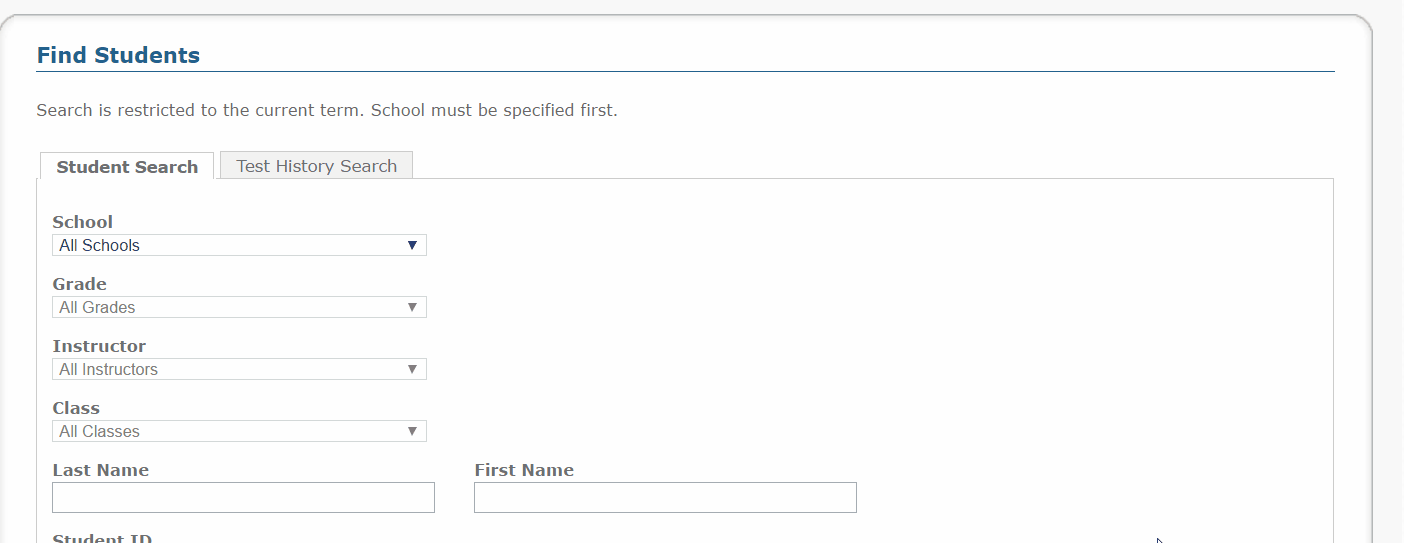 Find Students
Search is restricted to the current term. School must be specified first.
Student Search Test History Search
School
All Schools
Grade
All Grades
Instructor
All Instructors
Class
All Classes
Last Name First Name
Student ID